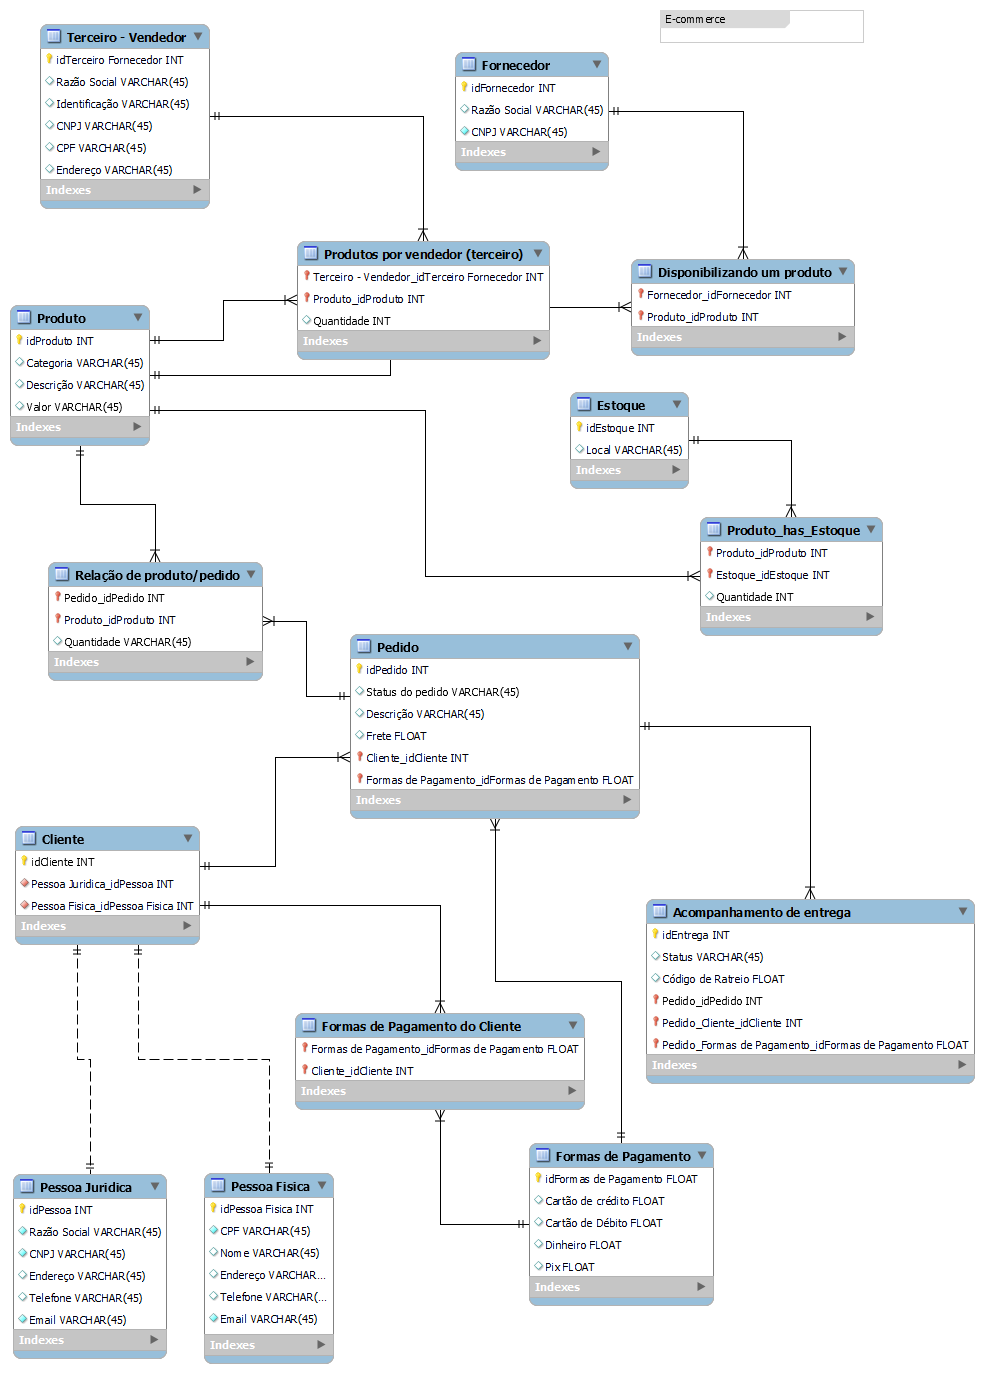 E-commerce
Terceiro - Vendedor
idTerceiro Fornecedor INT
Razão Social VARCHAR(45)
Identificação VARCHAR(45)
CNPJ VARCHAR(45)
CPF VARCHAR(45)
Endereço VARCHAR(45)
Indexes
Fornecedor
idFornecedor INT
Razão Social VARCHAR(45)
CNPJ VARCHAR(45)
Indexes
Produtos por vendedor (terceiro)
Terceiro - Vendedor_idTerceiro Fornecedor INT
Produto_idProduto INT
Quantidade INT
Indexes
Disponibilizando um produto
Fornecedor_idFornecedor INT
Produto_idProduto INT
Indexes
Produto
idProduto INT
Categoria VARCHAR(45)
Descrição VARCHAR(45)
Valor VARCHAR(45)
Indexes
Estoque
idEstoque INT
Local VARCHAR(45)
Indexes
Produto_has_Estoque
Produto_idProduto INT
Estoque_idEstoque INT
Quantidade INT
Indexes
Relação de produto/pedido
Pedido_idPedido INT
Produto_idProduto INT
Quantidade VARCHAR(45)
Indexes
Pedido
idPedido INT
Status do pedido VARCHAR(45)
Descrição VARCHAR(45)
Frete FLOAT
Cliente_idCliente INT
Formas de Pagamento_idFormas de Pagamento FLOAT
Indexes
Cliente
idCliente INT
Pessoa Juridica_idPessoa INT
Pessoa Fisica_idPessoa Fisica INT
Indexes
Acompanhamento de entrega
idEntrega INT
Status VARCHAR(45)
Código de Ratreio FLOAT
Pedido_idPedido INT
Pedido_Cliente_idCliente INT
Pedido_Formas de Pagamento_idFormas de Pagamento FLOAT
Indexes
Formas de Pagamento do Cliente
Formas de Pagamento_idFormas de Pagamento FLOAT
Cliente_idCliente INT
Indexes
Formas de Pagamento
idFormas de Pagamento FLOAT
Cartão de crédito FLOAT
Cartão de Débito FLOAT
Dinheiro FLOAT
Pix FLOAT
Indexes
Pessoa Juridica
idPessoa INT
Razão Social VARCHAR(45)
CNPJ VARCHAR(45)
Endereço VARCHAR(45)
Telefone VARCHAR(45)
Email VARCHAR(45)
Indexes
Pessoa Fisica
idPessoa Fisica INT
CPF VARCHAR(45)
Nome VARCHAR(45)
Endereço VARCHAR...
Telefone VARCHAR(...
Email VARCHAR(45)
Indexes